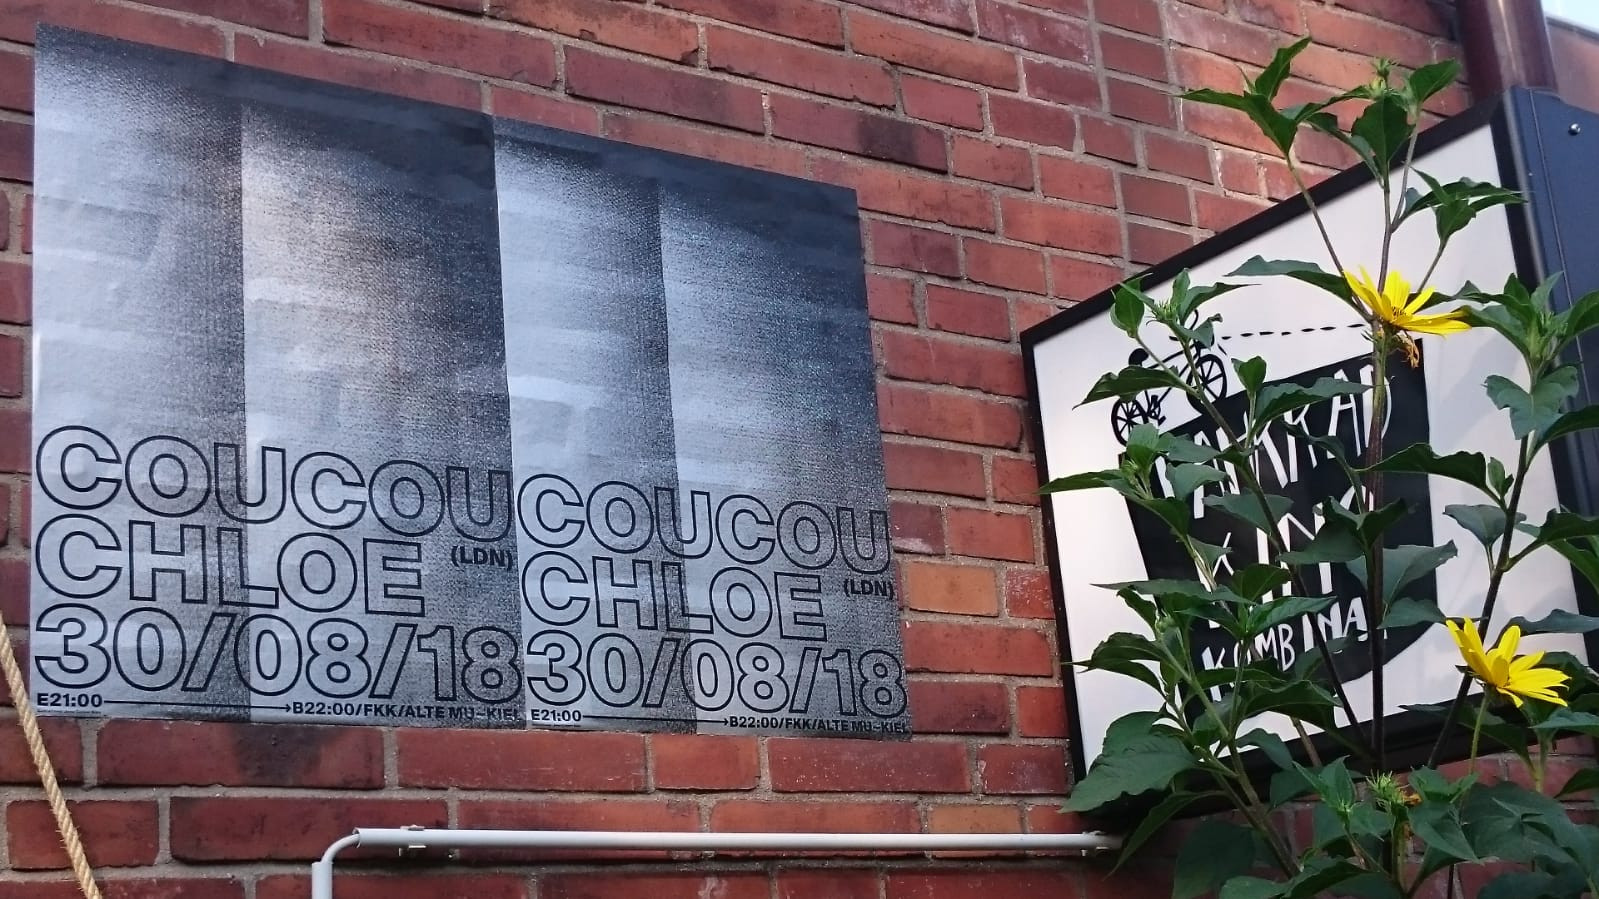 COUCOU
CHLOE (LDN)
30/08/18
E21:00 B22:00/FKK/ALTE MU–KIEL
COUCOU
CHLOE (LDN)
30/08/18
E21:00 B22:00/FKK/ALTE MU–KIEL